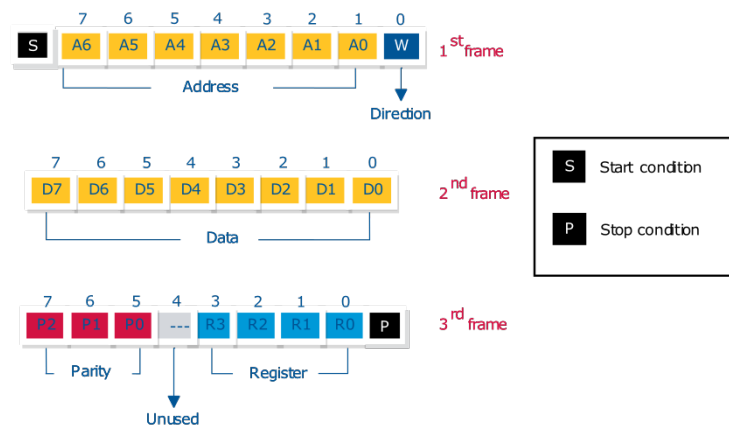 7 6 5 4 3 2 1 0
S A6 A5 A4 A3 A2 A1 A0 W
1st frame
Address
Direction
7 6 5 4 3 2 1 0
D7 D6 D5 D4 D3 D2 D1 D0
2nd frame
Data
7 6 5 4 3 2 1 0
P2 P1 P0 --- R3 R2 R1 R0 P
3rd frame
Parity
Register
Unused
S Start condition
P Stop condition